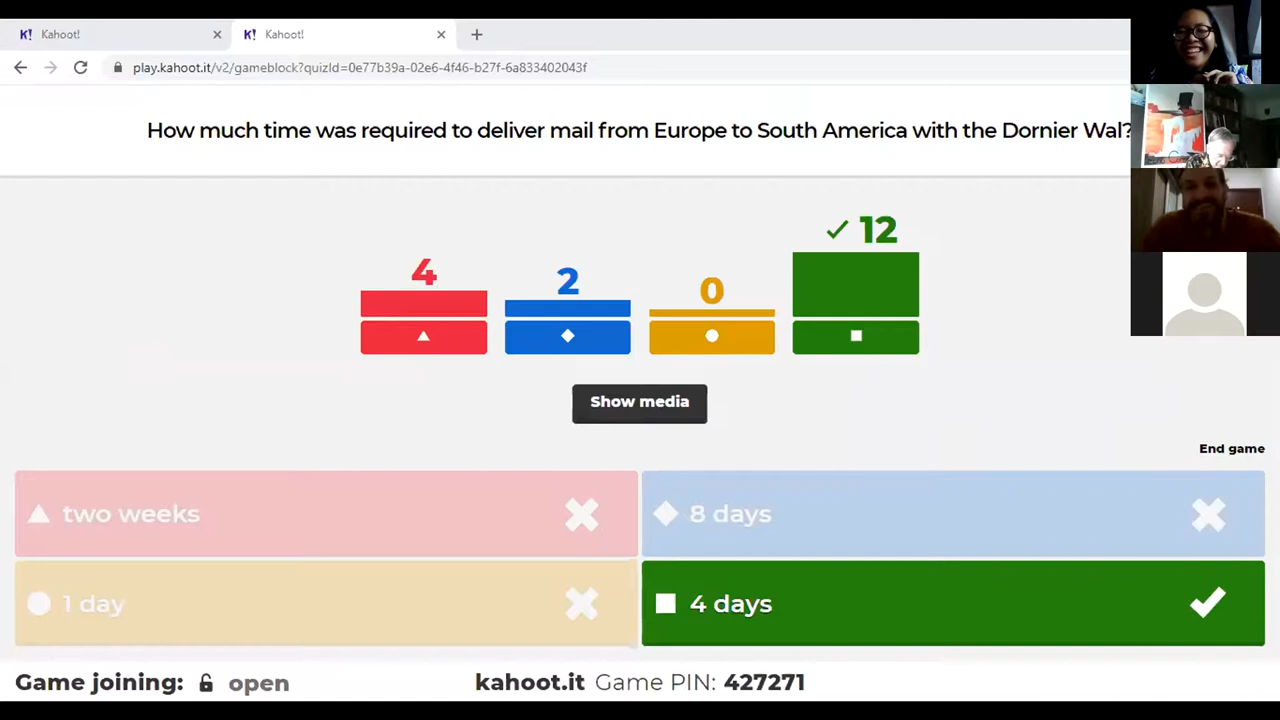 Kahoot!
Kahoot!
play.kahoot.it/v2/gameblock?quizId=0e77b39a-02e6-4f46-b27f-6a833402043f
How much time was required to deliver mail from Europe to South America with the Dornier Wal?
4
2
0
12
Show media
End game
two weeks
8 days
1 day
4 days
Game joining: open
kahoot.it Game PIN: 427271